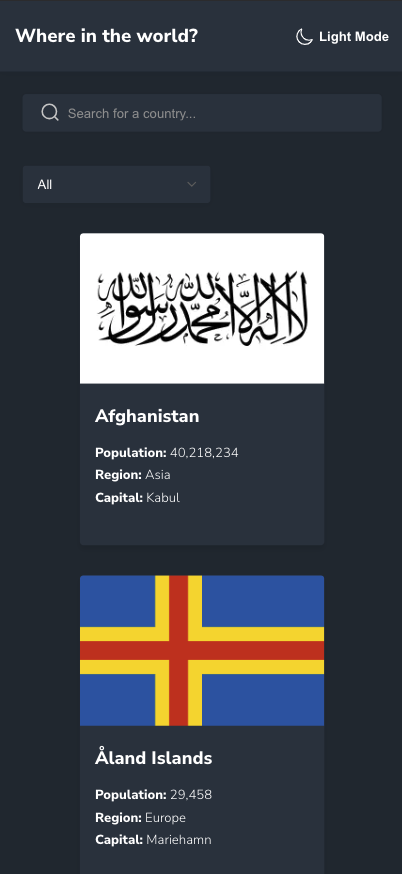 Where in the world?
Light Mode
Search for a country...
All
لا إله إلا الله محمد رسول الله
Afghanistan
Population: 40,218,234
Region: Asia
Capital: Kabul
Åland Islands
Population: 29,458
Region: Europe
Capital: Mariehamn